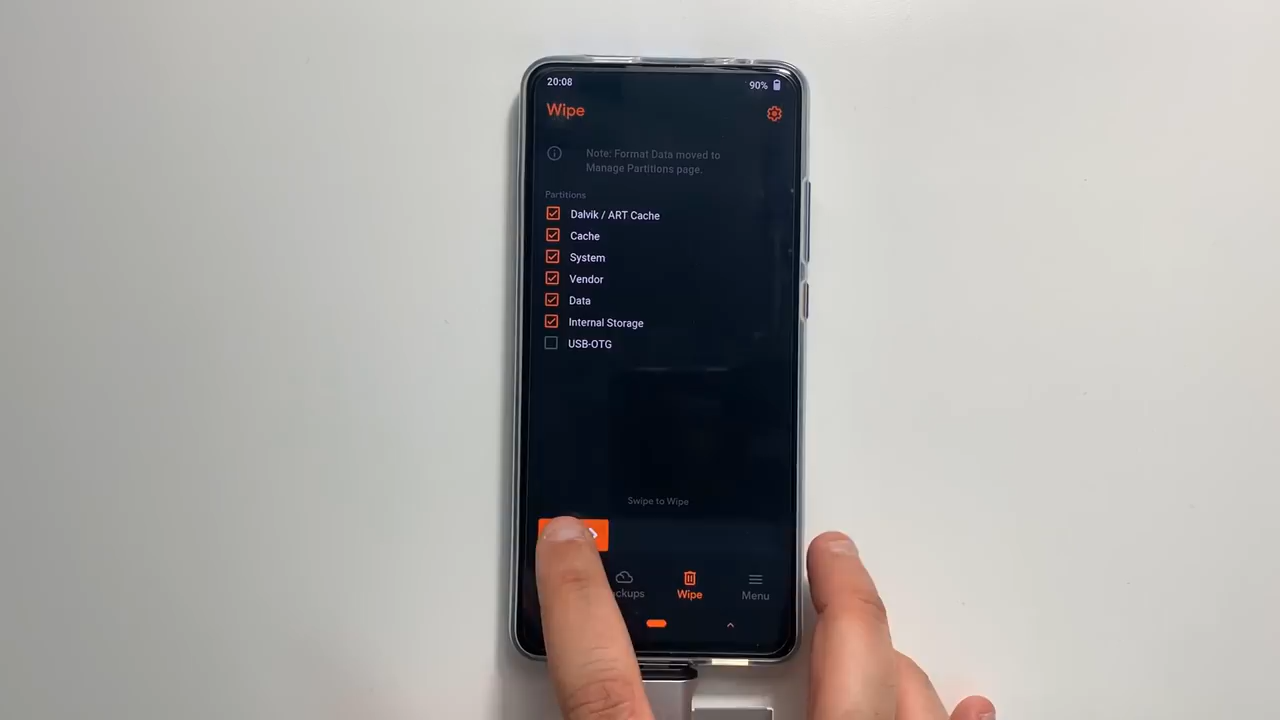 20:08
90%
Wipe
Note: Format Data moved to
Manage Partitions page.
Partitions
Dalvik / ART Cache
Cache
System
Vendor
Data
Internal Storage
USB-OTG
Swipe to Wipe
ckups
Wipe
Menu